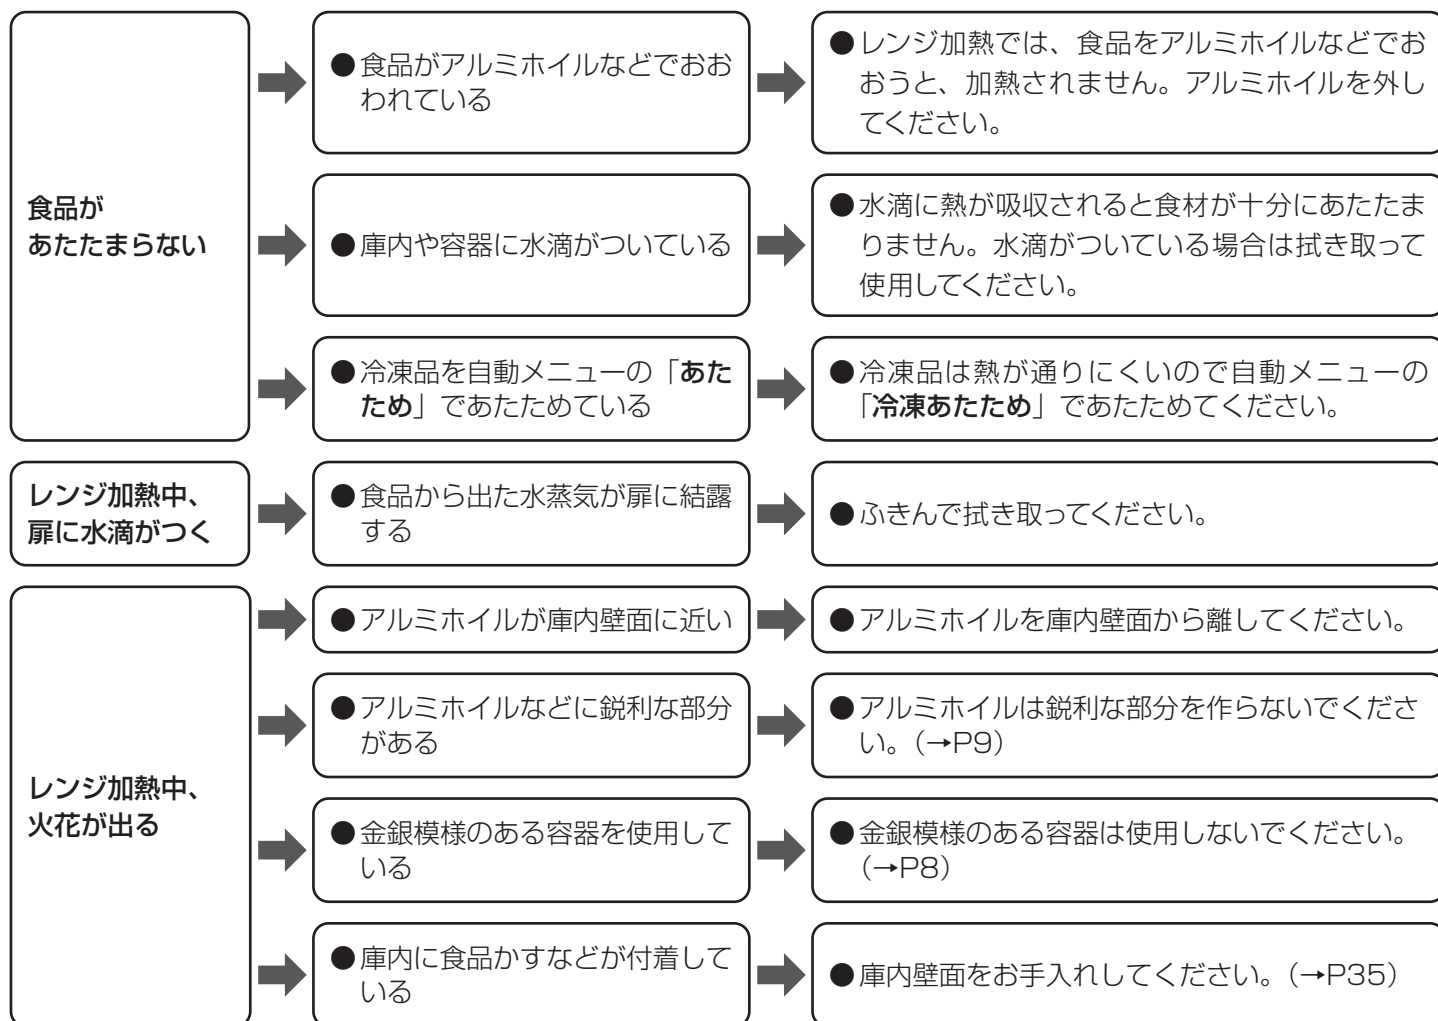 食品が
あたたまらない
●食品がアルミホイルなどでおお
われている
●レンジ加熱では、食品をアルミホイルなどでお
おうと、加熱されません。アルミホイルを外し
てください。
●庫内や容器に水滴がついている
●水滴に熱が吸収されると食材が十分にあたたま
りません。水滴がついている場合は拭き取って
使用してください。
●冷凍品を自動メニューの「あた
ため」であたためている
●冷凍品は熱が通りにくいので自動メニューの
「冷凍あたため」であたためてください。
レンジ加熱中、
扉に水滴がつく
●食品から出た水蒸気が扉に結露
する
●ふきんで拭き取ってください。
レンジ加熱中、
火花が出る
●アルミホイルが庫内壁面に近い
●アルミホイルを庫内壁面から離してください。
●アルミホイルなどに鋭利な部分
がある
●アルミホイルは鋭利な部分を作らないでくださ
い。（→P9）
●金銀模様のある容器を使用して
いる
●金銀模様のある容器は使用しないでください。
（→P8）
●庫内に食品かすなどが付着して
いる
●庫内壁面をお手入れしてください。（→P35）